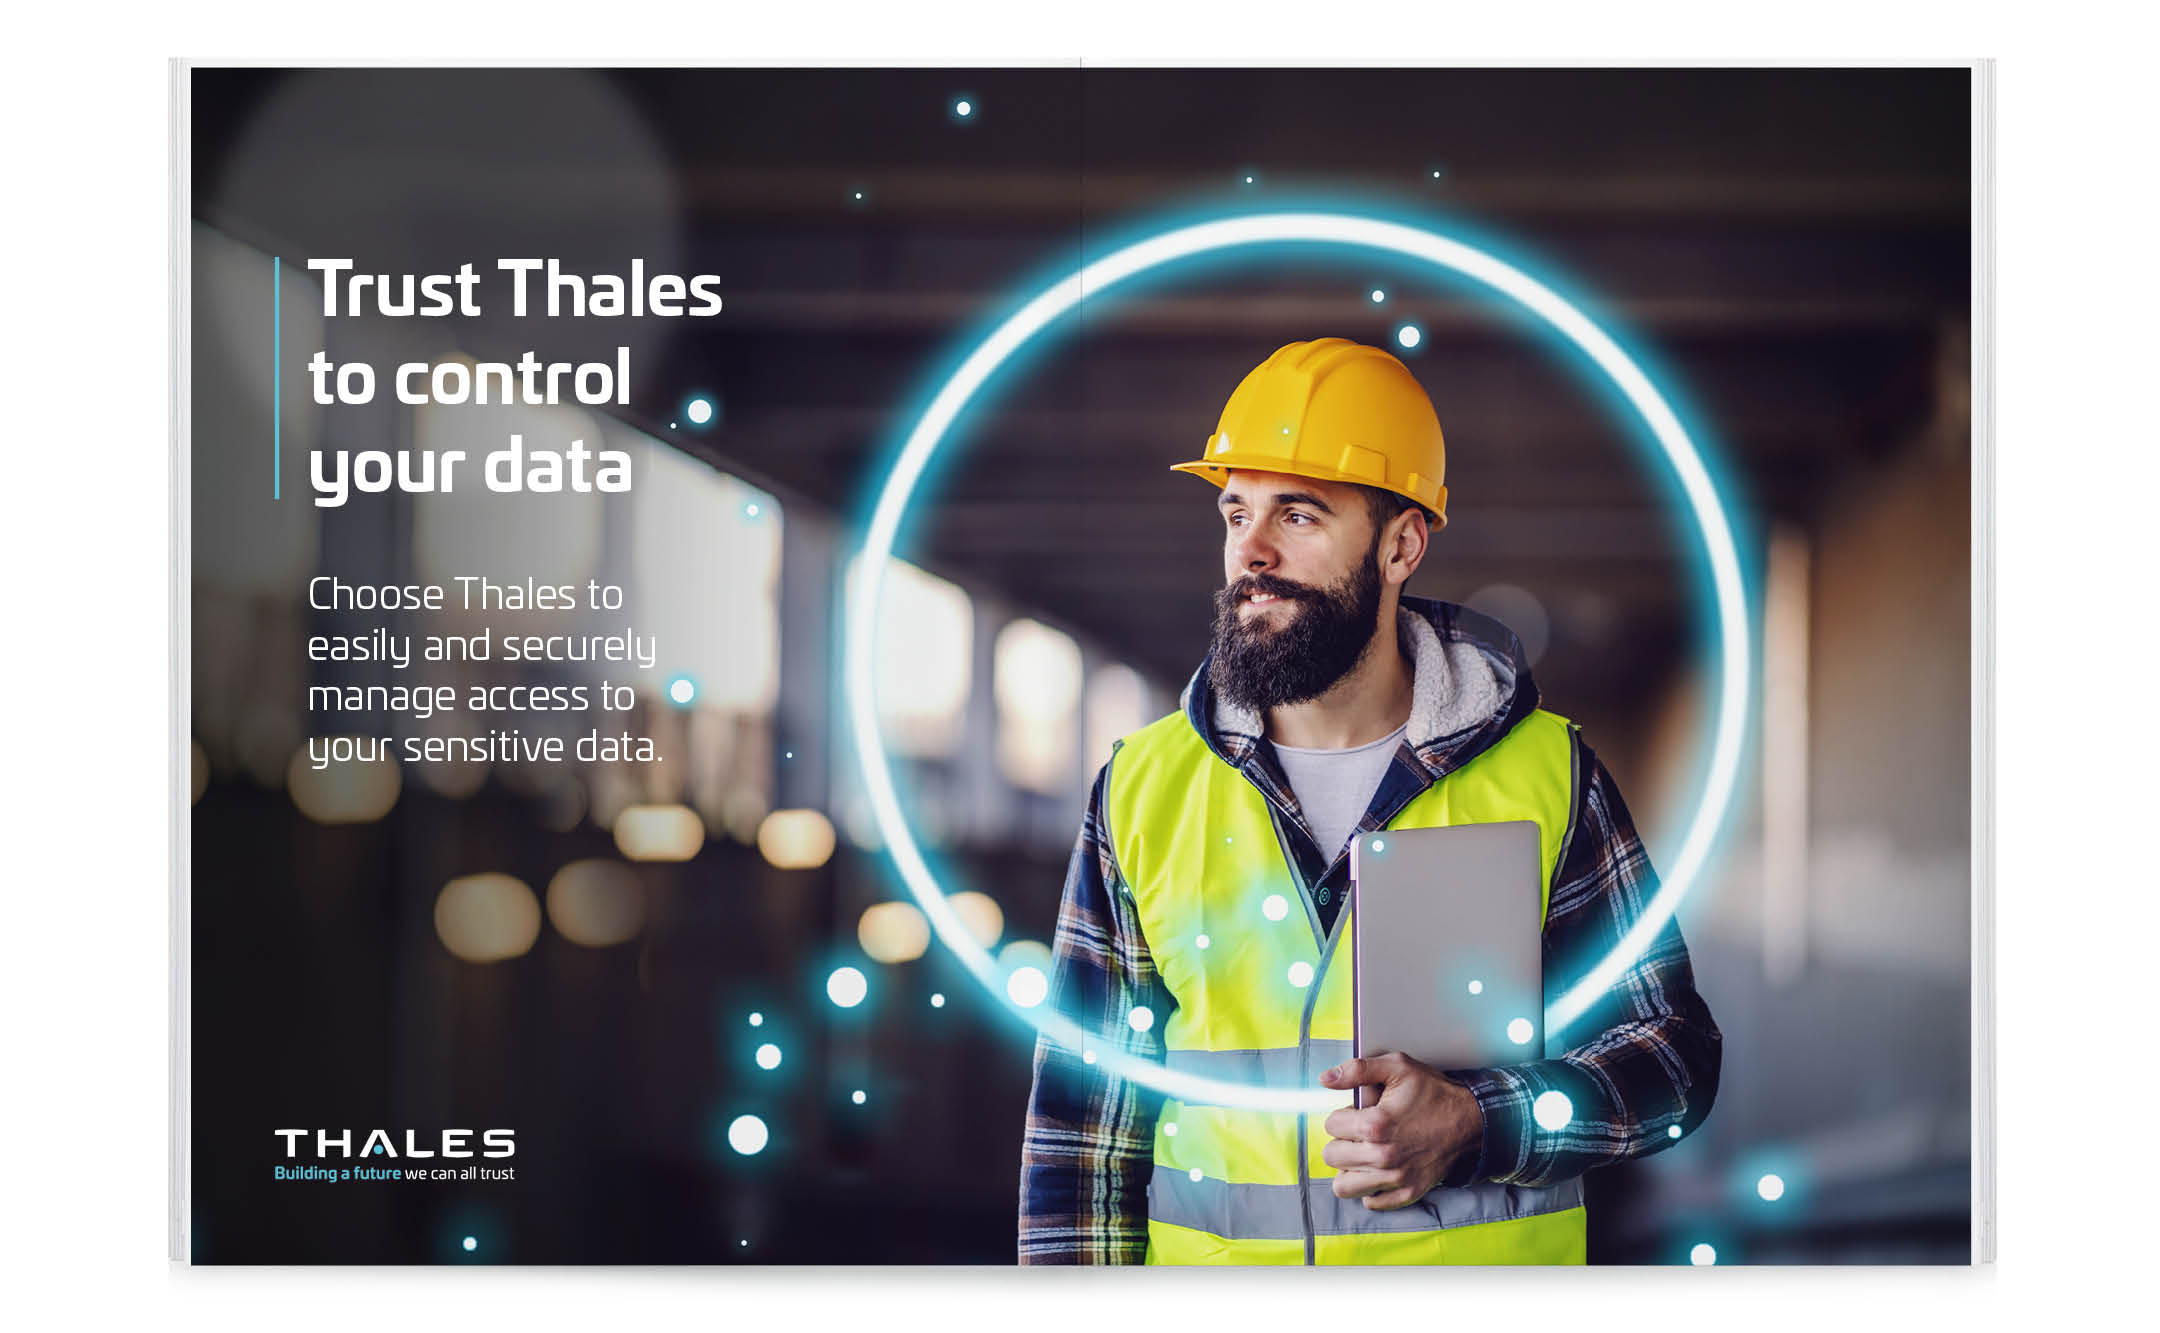 Trust Thales
to control
your data
Choose Thales to
easily and securely
manage access to
your sensitive data.
THALES
Building a future we can all trust